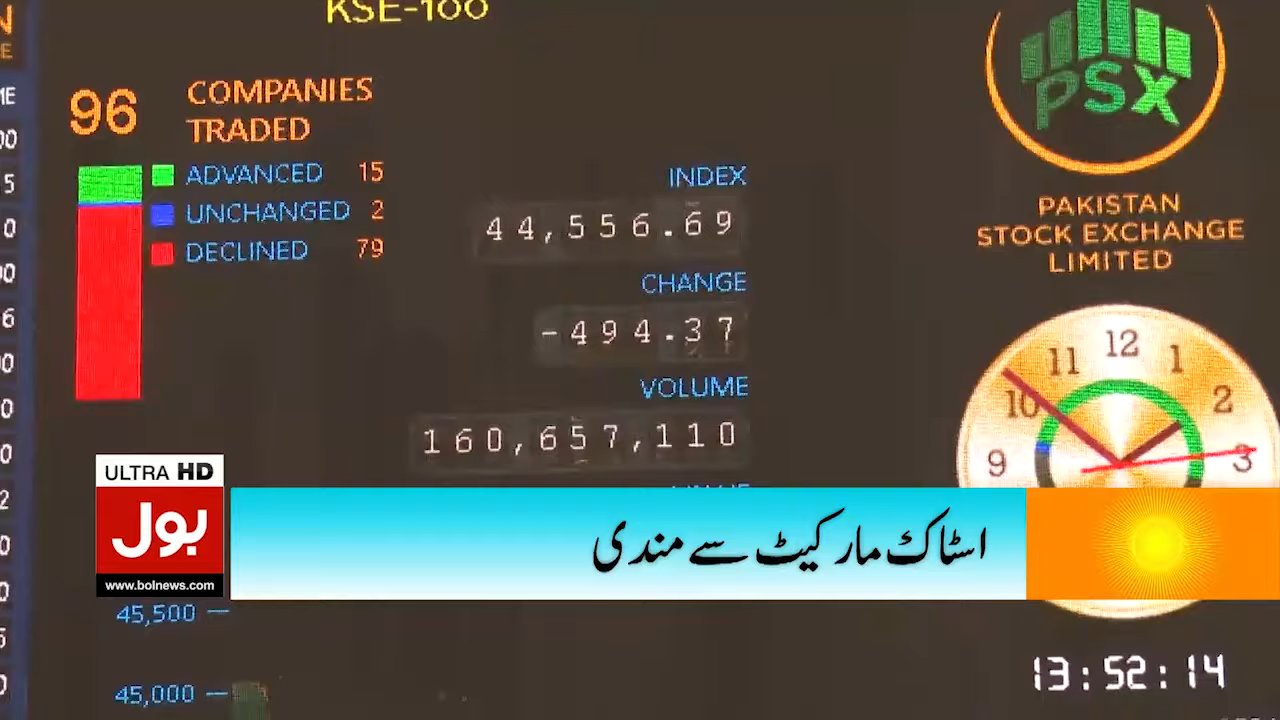 KSE-100
96
COMPANIES
TRADED
ADVANCED 15
UNCHANGED 2
DECLINED 79
INDEX
44,556.69
CHANGE
-494.37
VOLUME
160,657,110
PSX
PAKISTAN
STOCK EXCHANGE
LIMITED
11 12 1
10 2
9 3
ULTRA HD
بول
www.bolnews.com
اسٹاک مارکیٹ سے مندی
45,500
45,000
13:52:14